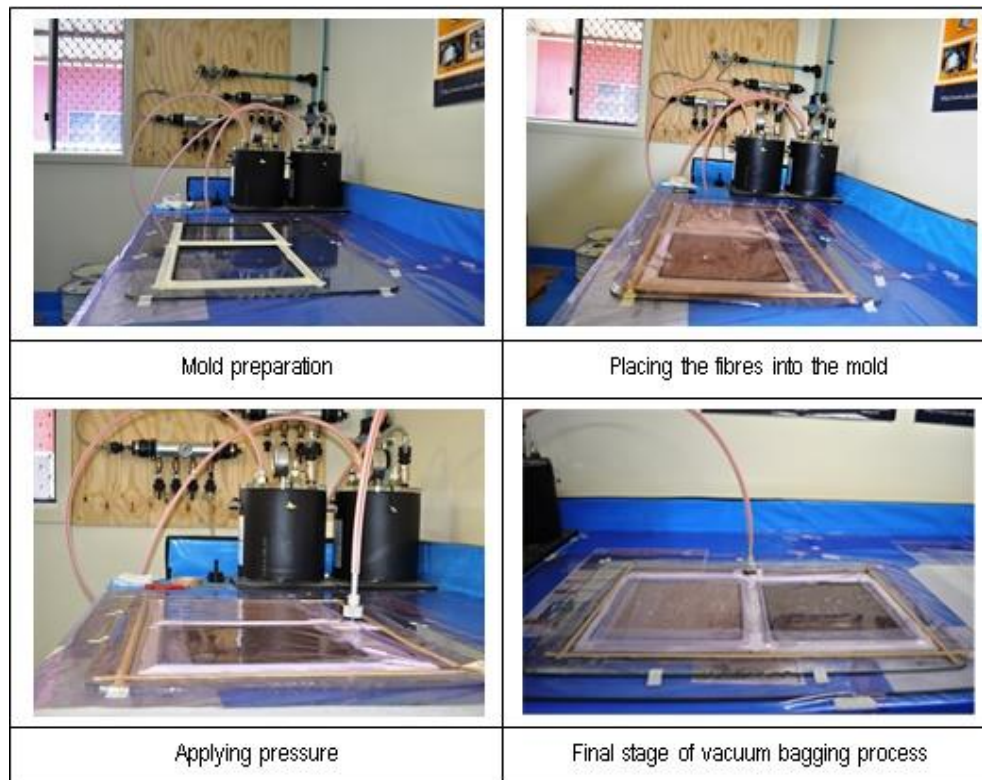 Mold preparation
Placing the fibres into the mold
Applying pressure
Final stage of vacuum bagging process